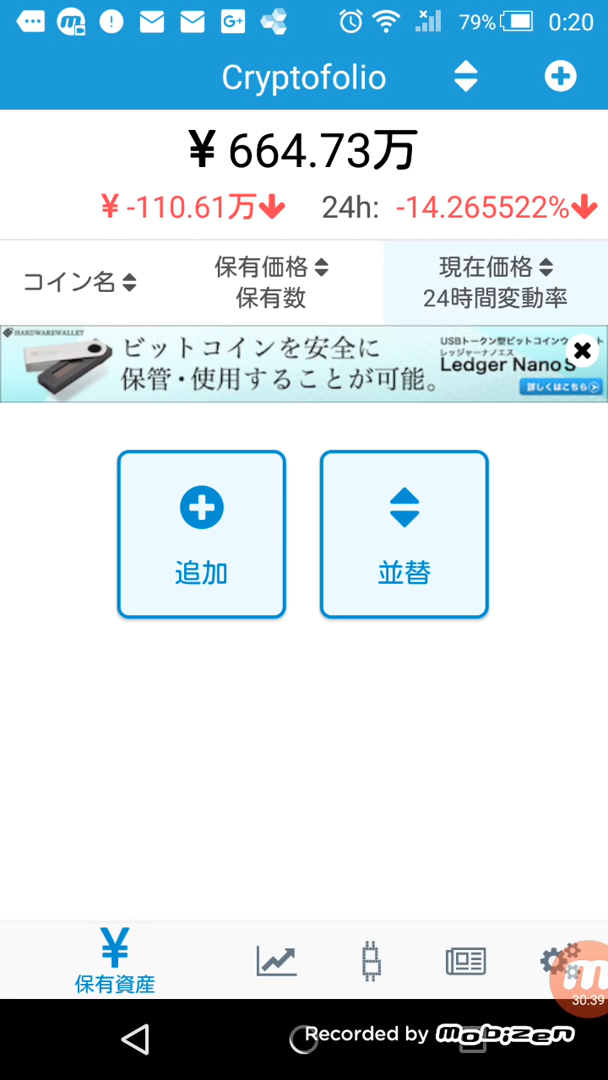 79% 0:20
Cryptofolio
¥ 664.73万
¥ -110.61万 24h: -14.265522%
コイン名 保有価格 現在価格
保有数 24時間変動率
HARDWAREWALLET
ビットコインを安全に
保管・使用することが可能。
USBトークン型ビットコインウ ット
レッジャーナノエス
Ledger Nano S
詳しくはこちら
追加 並替
保有資産
30:39
Recorded by mobizen